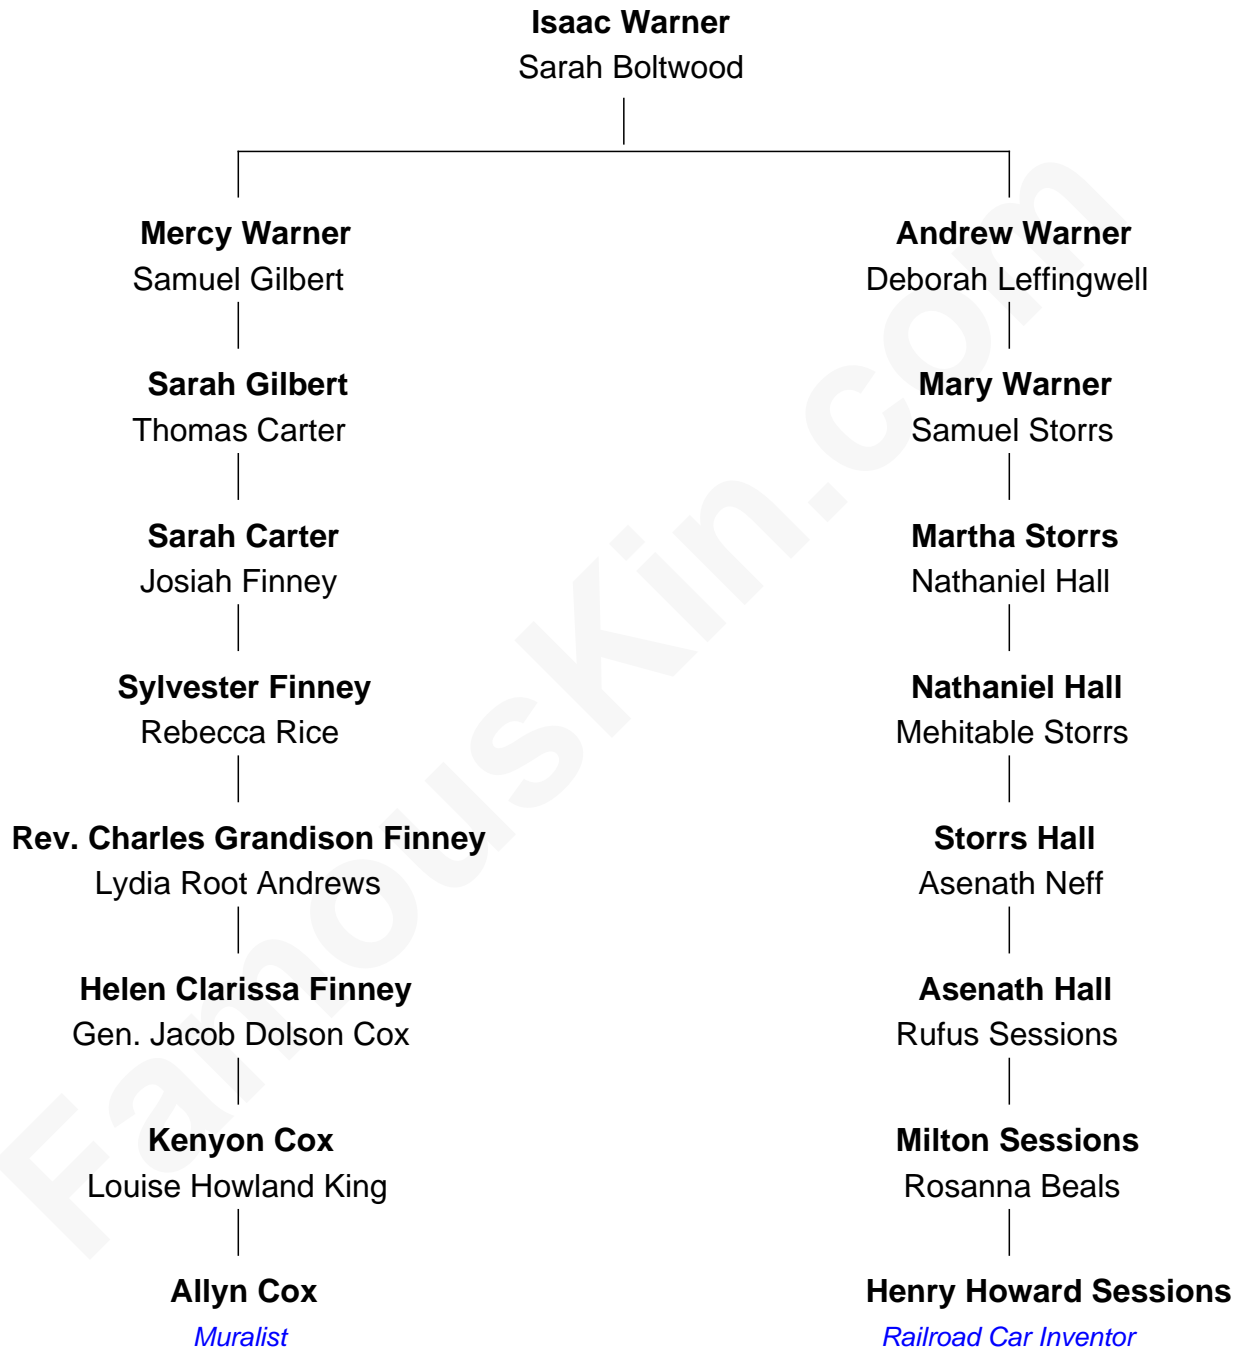 Isaac Warner
Sarah Boltwood
Mercy Warner
Samuel Gilbert
Andrew Warner
Deborah Leffingwell
Sarah Gilbert
Thomas Carter
Mary Warner
Samuel Storrs
Sarah Carter
Josiah Finney
Martha Storrs
Nathaniel Hall
Sylvester Finney
Rebecca Rice
Nathaniel Hall
Mehitable Storrs
Rev. Charles Grandison Finney
Lydia Root Andrews
Storrs Hall
Asenath Neff
Helen Clarissa Finney
Gen. Jacob Dolson Cox
Asenath Hall
Rufus Sessions
Kenyon Cox
Louise Howland King
Milton Sessions
Rosanna Beals
Allyn Cox
Muralist
Henry Howard Sessions
Railroad Car Inventor
FamousKin.com